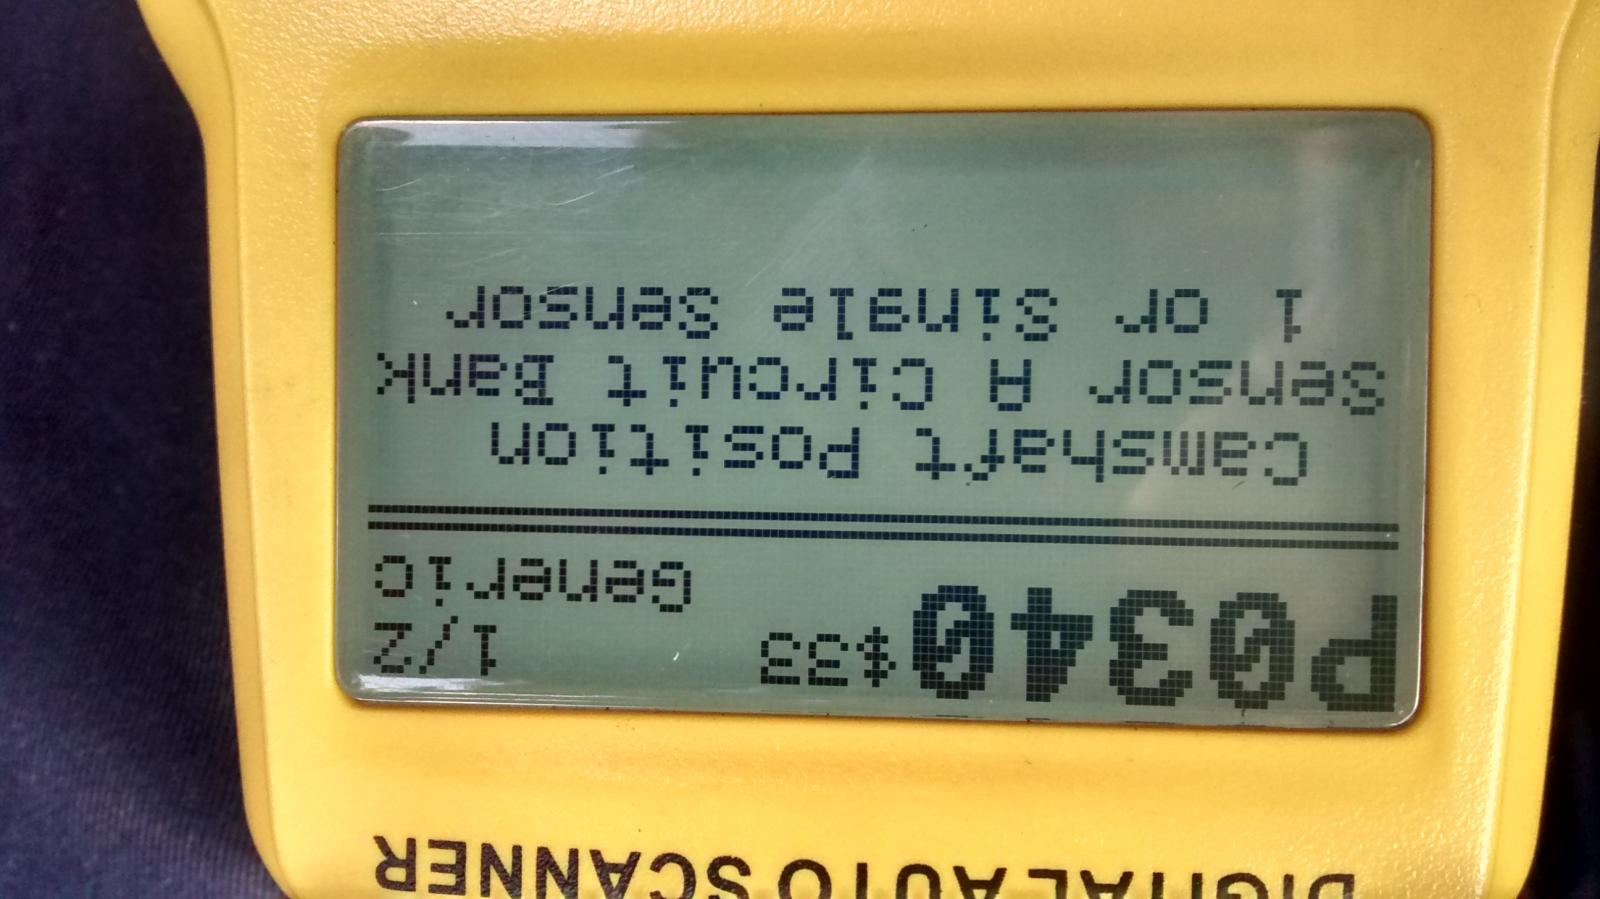 DIGITAL AUTO SCANNER
P0340 $33 1/2
Generic
Camshaft Position
Sensor A Circuit Bank
1 or Single Sensor